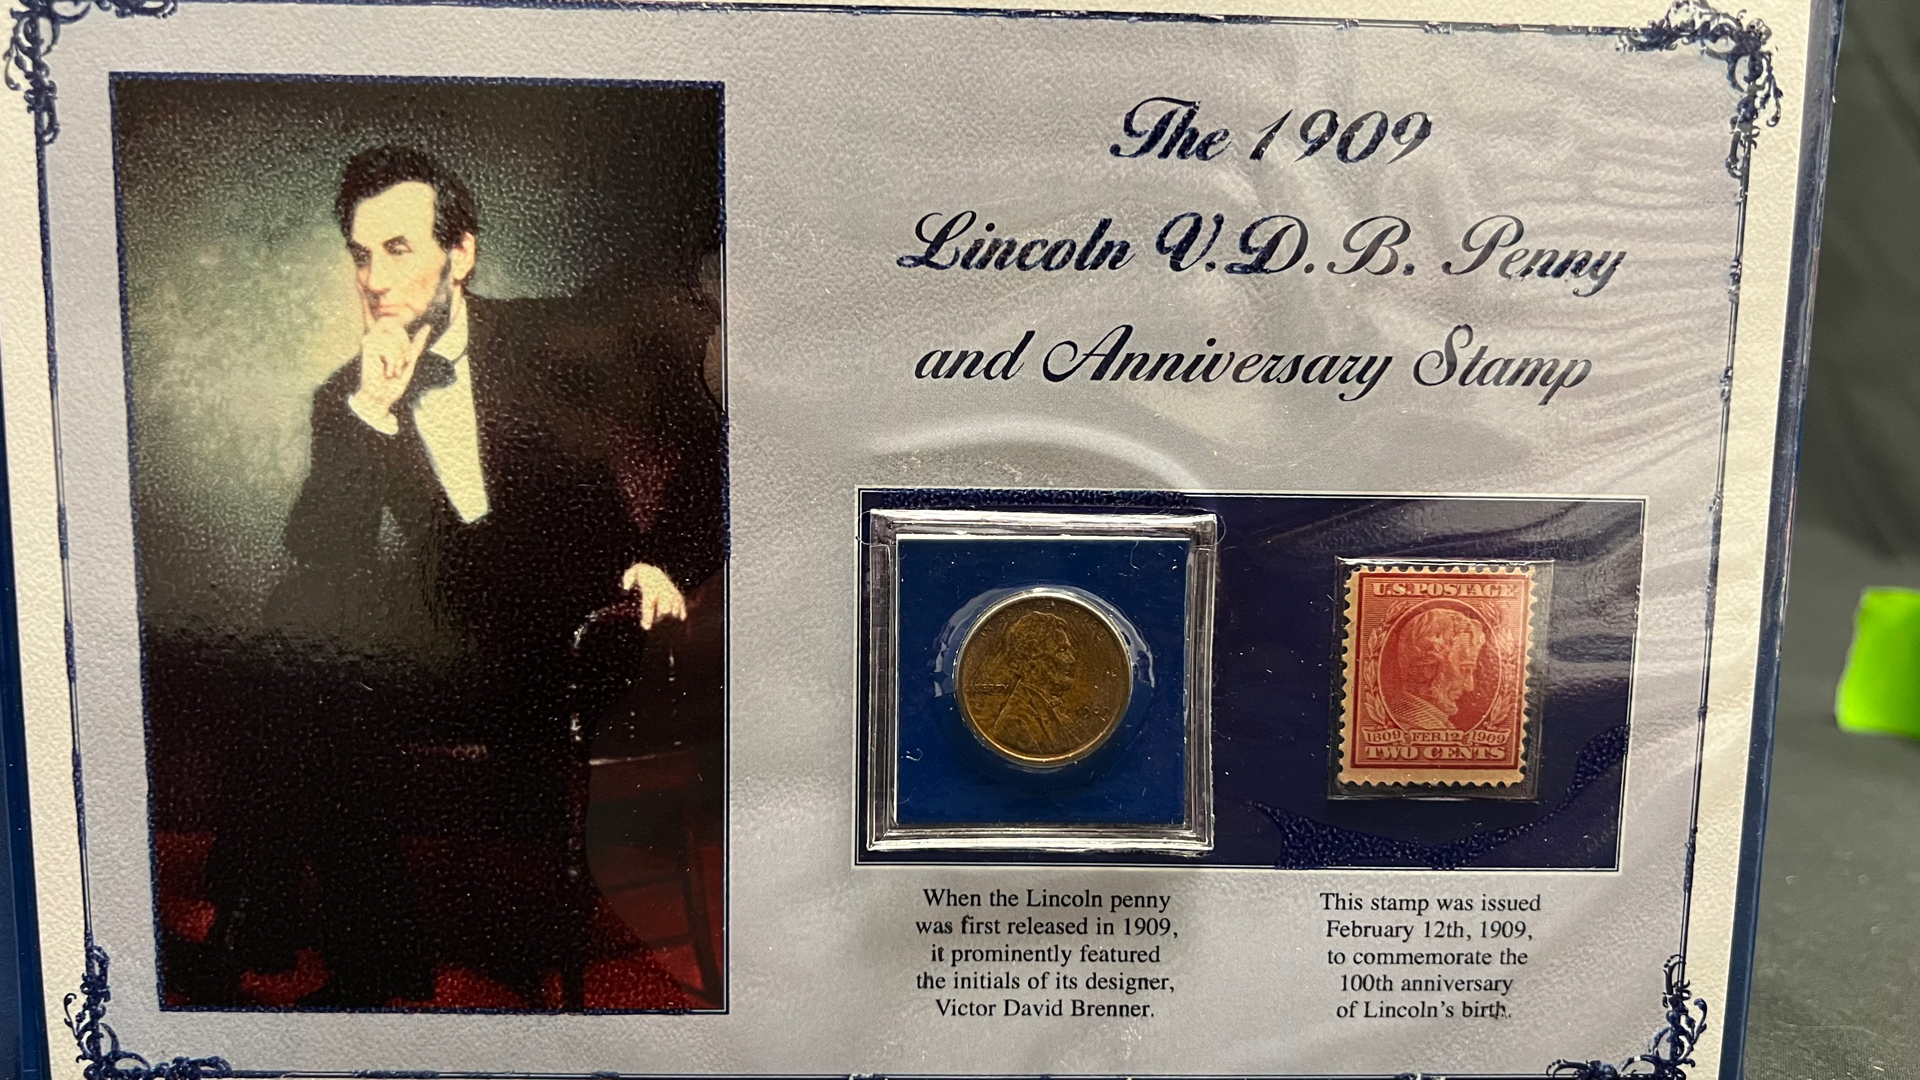 The 1909
Lincoln V.D.B. Penny
and Anniversary Stamp
LIBERTY
U.S. POSTAGE
1809 FEB. 12 1909
TWO CENTS
When the Lincoln penny
was first released in 1909,
it prominently featured
the initials of its designer,
Victor David Brenner.
This stamp was issued
February 12th, 1909,
to commemorate the
100th anniversary
of Lincoln's birth.